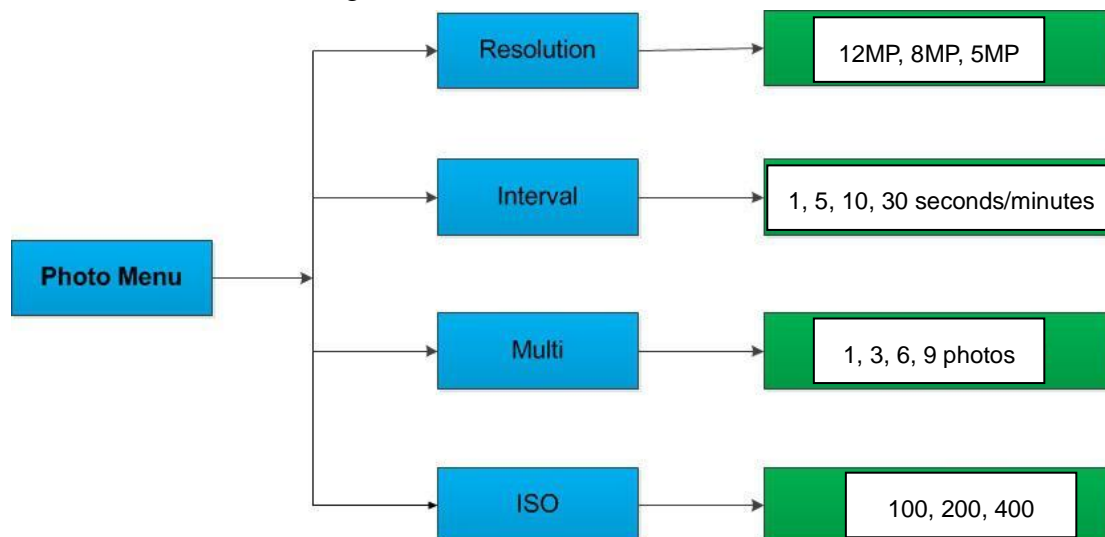 Resolution
12MP, 8MP, 5MP
Interval
1, 5, 10, 30 seconds/minutes
Photo Menu
Multi
1, 3, 6, 9 photos
ISO
100, 200, 400